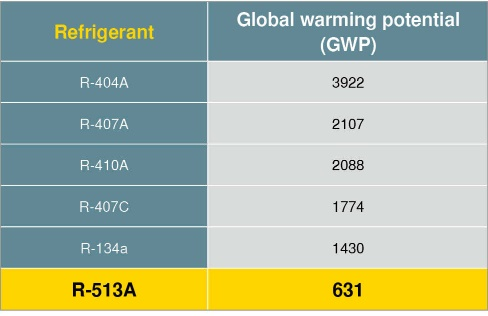 Refrigerant
Global warming potential
(GWP)
R-404A 3922
R-407A 2107
R-410A 2088
R-407C 1774
R-134a 1430
R-513A 631